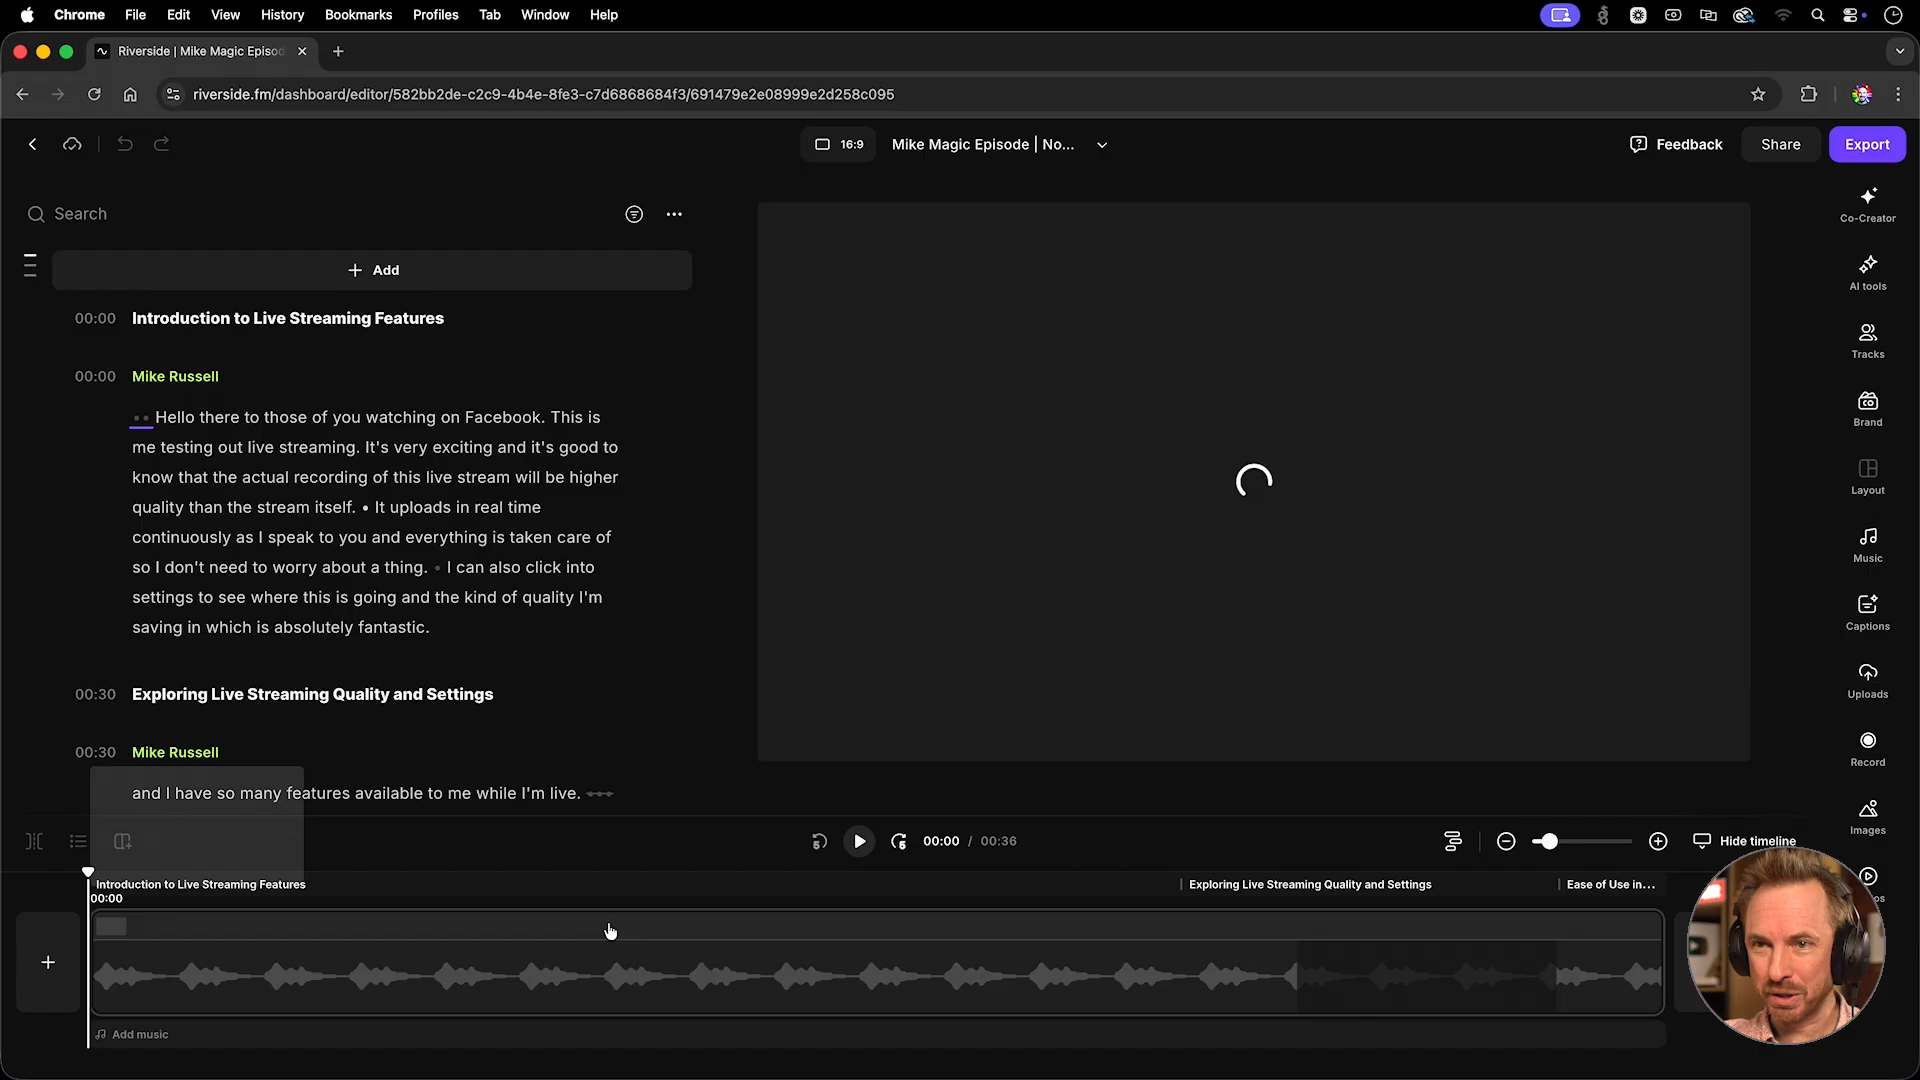 Chrome File Edit View History Bookmarks Profiles Tab Window Help
Riverside | Mike Magic Episod
riverside.fm/dashboard/editor/582bb2de-c2c9-4b4e-8fe3-c7d6868684f3/691479e2e08999e2d258c095
16:9 Mike Magic Episode | No... Feedback Share Export
Search
Add
00:00 Introduction to Live Streaming Features
00:00 Mike Russell
Hello there to those of you watching on Facebook. This is
me testing out live streaming. It's very exciting and it's good to
know that the actual recording of this live stream will be higher
quality than the stream itself. • It uploads in real time
continuously as I speak to you and everything is taken care of
so I don't need to worry about a thing. • I can also click into
settings to see where this is going and the kind of quality I'm
saving in which is absolutely fantastic.
00:30 Exploring Live Streaming Quality and Settings
00:30 Mike Russell
and I have so many features available to me while I'm live.
Co-Creator
AI tools
Tracks
Brand
Layout
Music
Captions
Uploads
Record
Images
5 5 00:00 / 00:36 Hide timeline
Introduction to Live Streaming Features Exploring Live Streaming Quality and Settings Ease of Use in...
00:00
Add music